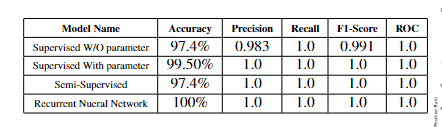 Model Name Accuracy Precision Recall F1-Score ROC
Supervised W/O parameter 97.4% 0.983 1.0 0.991 1.0
Supervised With parameter 99.50% 1.0 1.0 1.0 1.0
Semi-Supervised 97.4% 1.0 1.0 1.0 1.0
Recurrent Nueral Network 100% 1.0 1.0 1.0 1.0